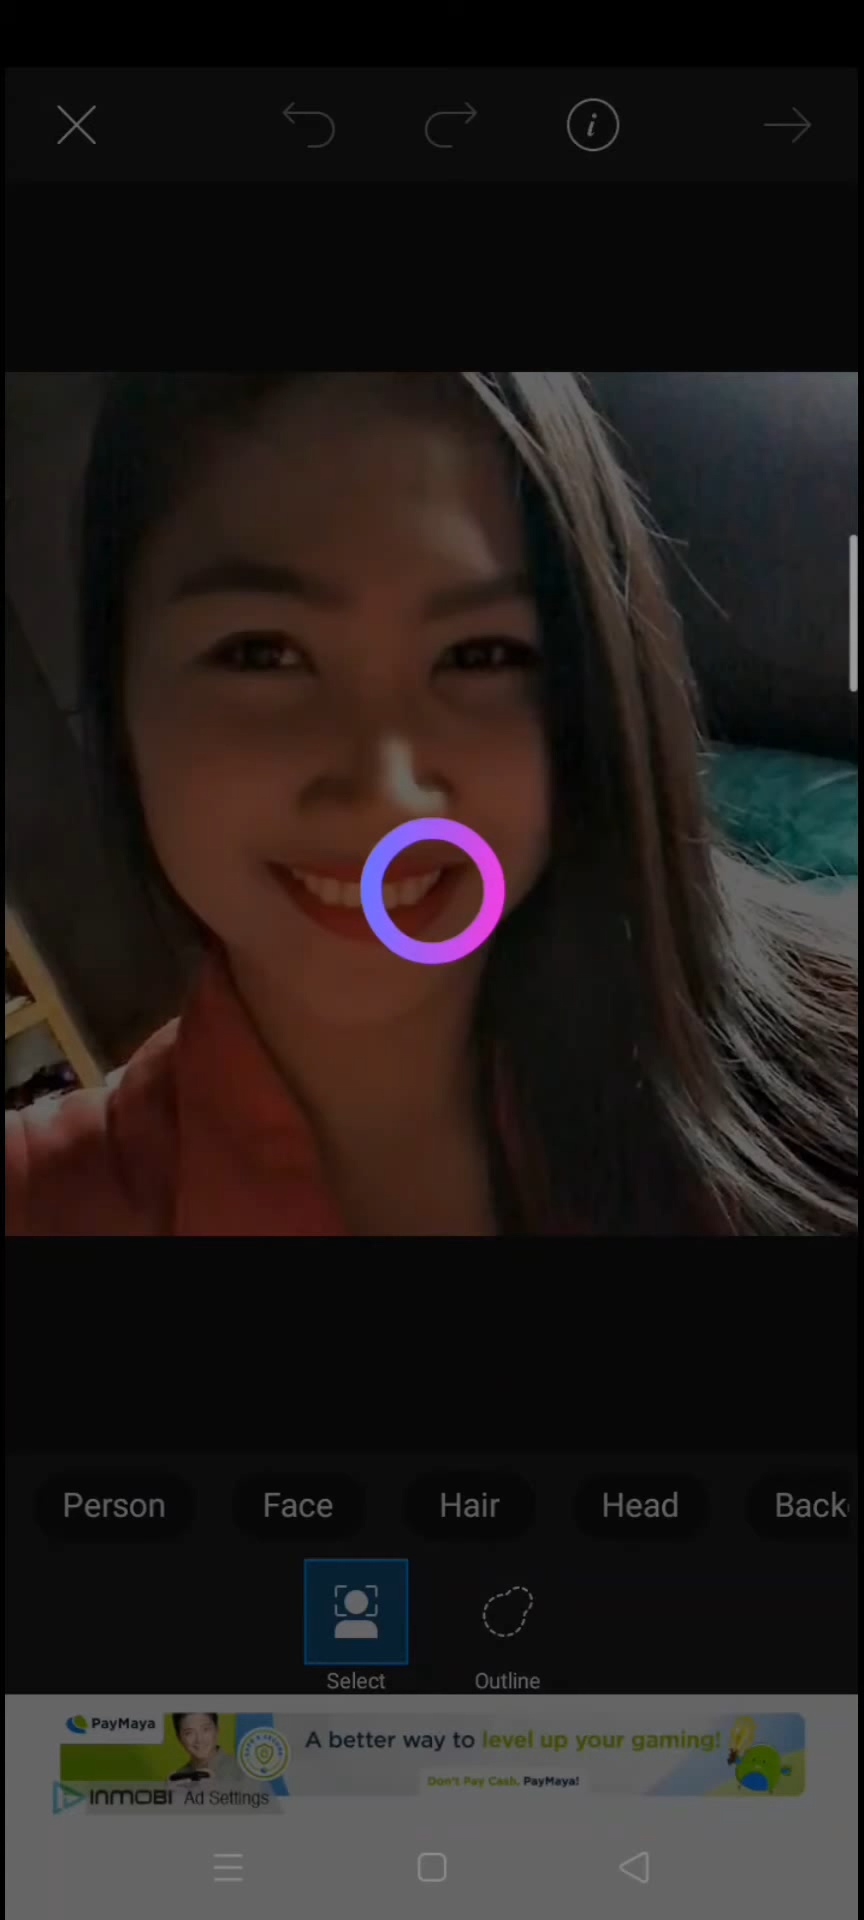 i
Person Face Hair Head Back
Select Outline
PayMaya
A better way to level up your gaming!
Don't Pay Cash. PayMaya!
INMOBI Ad Settings